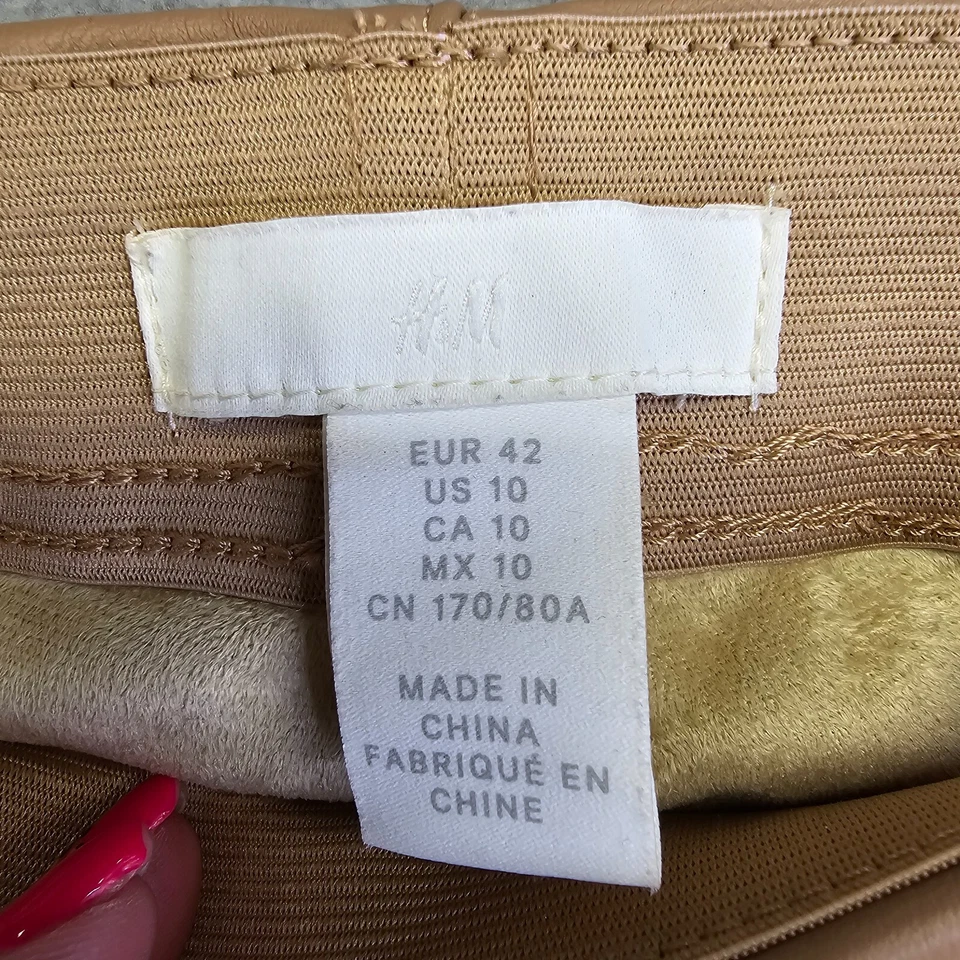 H&M
EUR 42
US 10
CA 10
MX 10
CN 170/80A
MADE IN
CHINA
FABRIQUÉ EN
CHINE